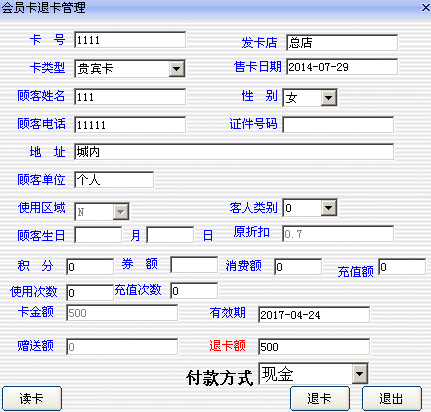 会员卡退卡管理
卡 号 1111 发卡店 总店
卡类型 贵宾卡 售卡日期 2014-07-29
顾客姓名 111 性 别 女
顾客电话 11111 证件号码
地 址 城内
顾客单位 个人
使用区域 N 客人类别 0
顾客生日 月 日 原折扣 0.7
积 分 0 券 额 消费额 0 充值额 0
使用次数 0 充值次数 0
卡金额 500 有效期 2017-04-24
赠送额 0 退卡额 500
付款方式 现金
读卡 退卡 退出